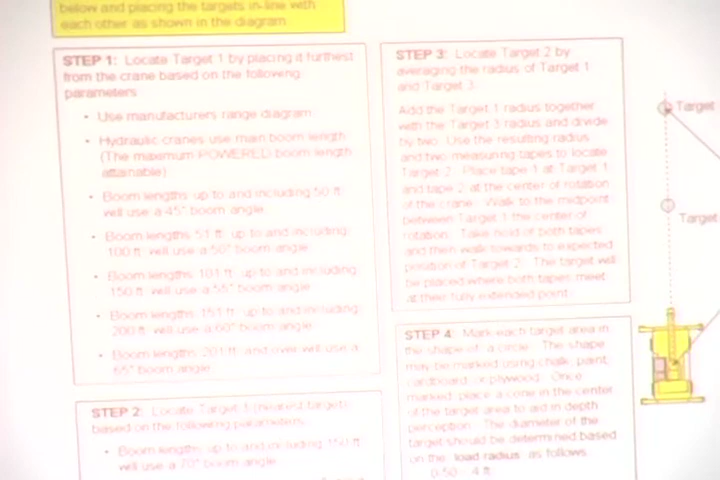 below and placing the targets in-line with
each other as shown in the diagram.
STEP 1: Locate Target 1 by placing it furthest
from the crane based on the following
parameters
• Use manufacturers range diagram
• Hydraulic cranes use main boom length
(The maximum POWERED boom length
attainable)
• Boom lengths up to and including 50 ft.
will use a 45° boom angle
• Boom lengths 51 ft. up to and including
100 ft. will use a 50° boom angle
• Boom lengths 101 ft. up to and including
150 ft. will use a 55° boom angle
• Boom lengths 151 ft. up to and including
200 ft. will use a 60° boom angle
• Boom lengths 201 ft. and over will use a
65° boom angle
STEP 2: Locate Target (nearest target)
based on the following parameters
• Boom lengths up to and including 150 ft.
will use a 70° boom angle
STEP 3: Locate Target 2 by
averaging the radius of Target 1
and Target 3.
Add the Target 1 radius together
with the Target 3 radius and divide
by two. Use the resulting radius
and two measuring tapes to locate
Target 2. Place tape 1 at Target 1
and tape 2 at the center of rotation
of the crane. Walk to the midpoint
between Target 1 the center of
rotation. Take hold of both tapes
and then walk towards to expected
position of Target 2. The target will
be placed where both tapes meet
at their fully extended point.
STEP 4: Mark each target area in
the shape of a circle. The shape
may be marked using chalk, paint,
cardboard or plywood. Once
marked, place a cone in the center
of the target area to aid in depth
perception. The diameter of the
target should be determined based
on the load radius as follows
0.50 4 ft
Target
Target